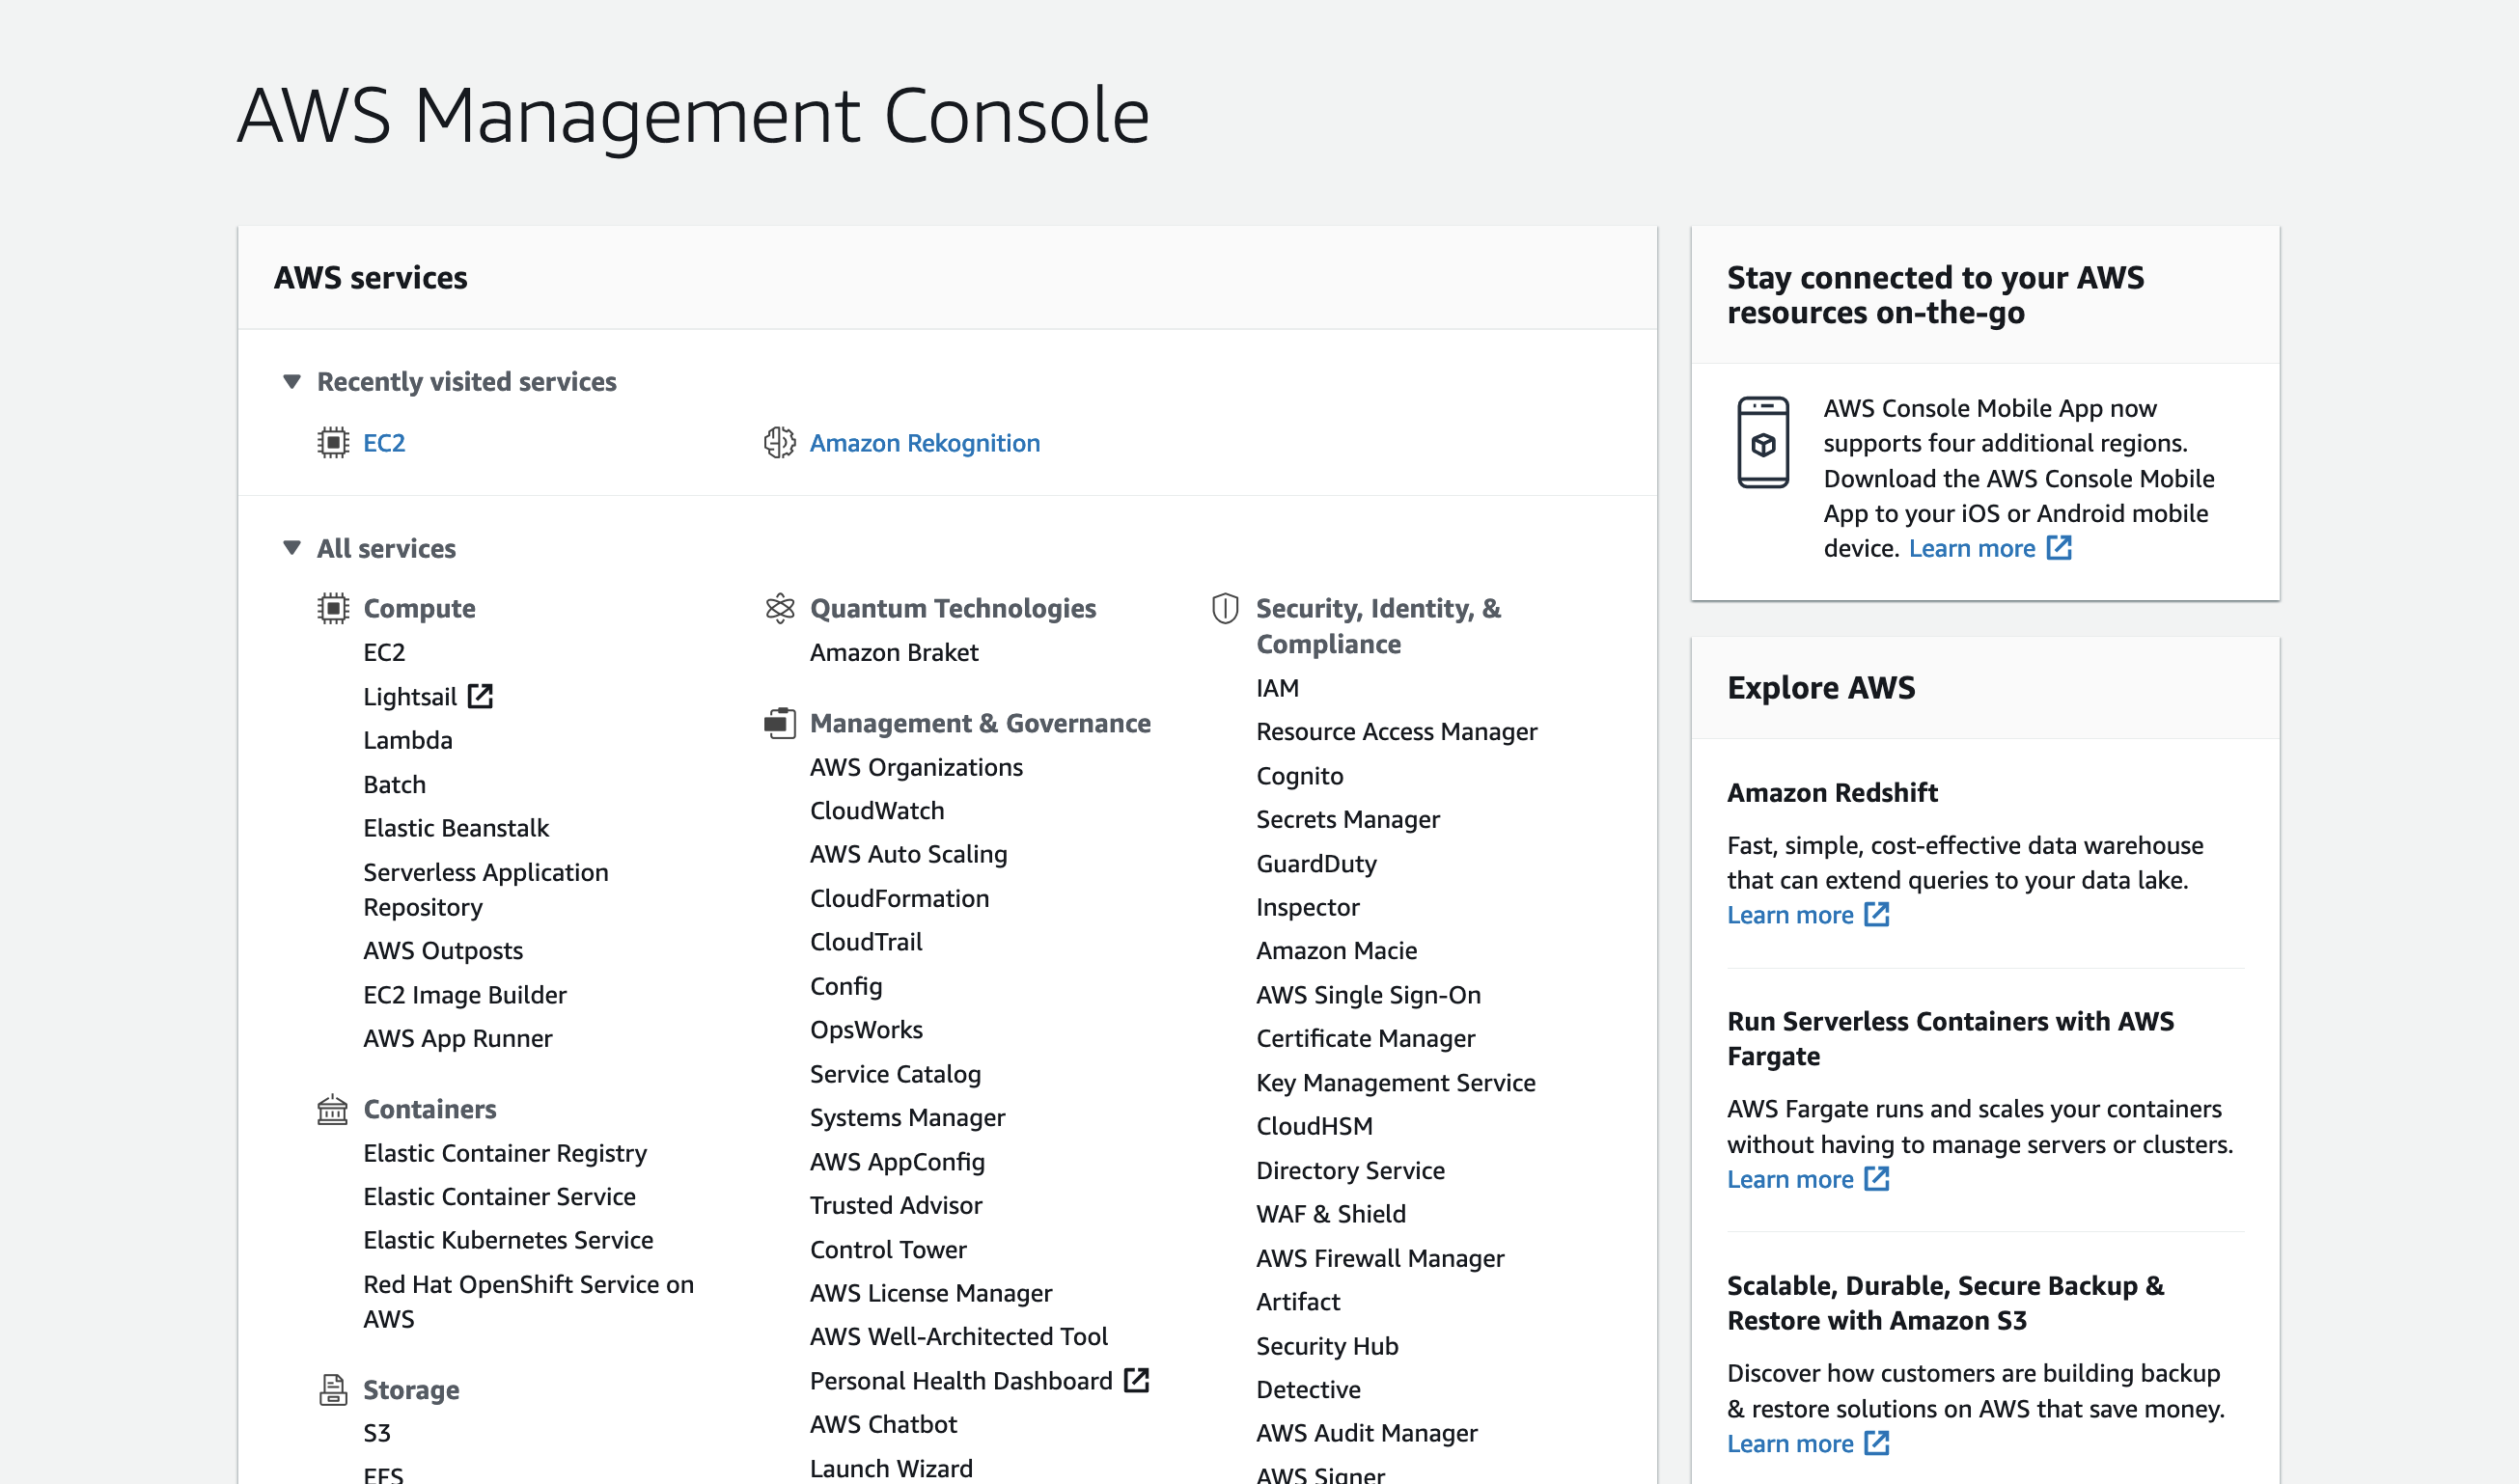 AWS Management Console
AWS services
Recently visited services
EC2
Amazon Rekognition
All services
Compute
EC2
Lightsail
Lambda
Batch
Elastic Beanstalk
Serverless Application
Repository
AWS Outposts
EC2 Image Builder
AWS App Runner
Containers
Elastic Container Registry
Elastic Container Service
Elastic Kubernetes Service
Red Hat OpenShift Service on
AWS
Storage
S3
EFS
Quantum Technologies
Amazon Braket
Management & Governance
AWS Organizations
CloudWatch
AWS Auto Scaling
CloudFormation
CloudTrail
Config
OpsWorks
Service Catalog
Systems Manager
AWS AppConfig
Trusted Advisor
Control Tower
AWS License Manager
AWS Well-Architected Tool
Personal Health Dashboard
AWS Chatbot
Launch Wizard
Security, Identity, &
Compliance
IAM
Resource Access Manager
Cognito
Secrets Manager
GuardDuty
Inspector
Amazon Macie
AWS Single Sign-On
Certificate Manager
Key Management Service
CloudHSM
Directory Service
WAF & Shield
AWS Firewall Manager
Artifact
Security Hub
Detective
AWS Audit Manager
AWS Signer
Stay connected to your AWS
resources on-the-go
AWS Console Mobile App now
supports four additional regions.
Download the AWS Console Mobile
App to your iOS or Android mobile
device. Learn more
Explore AWS
Amazon Redshift
Fast, simple, cost-effective data warehouse
that can extend queries to your data lake.
Learn more
Run Serverless Containers with AWS
Fargate
AWS Fargate runs and scales your containers
without having to manage servers or clusters.
Learn more
Scalable, Durable, Secure Backup &
Restore with Amazon S3
Discover how customers are building backup
& restore solutions on AWS that save money.
Learn more